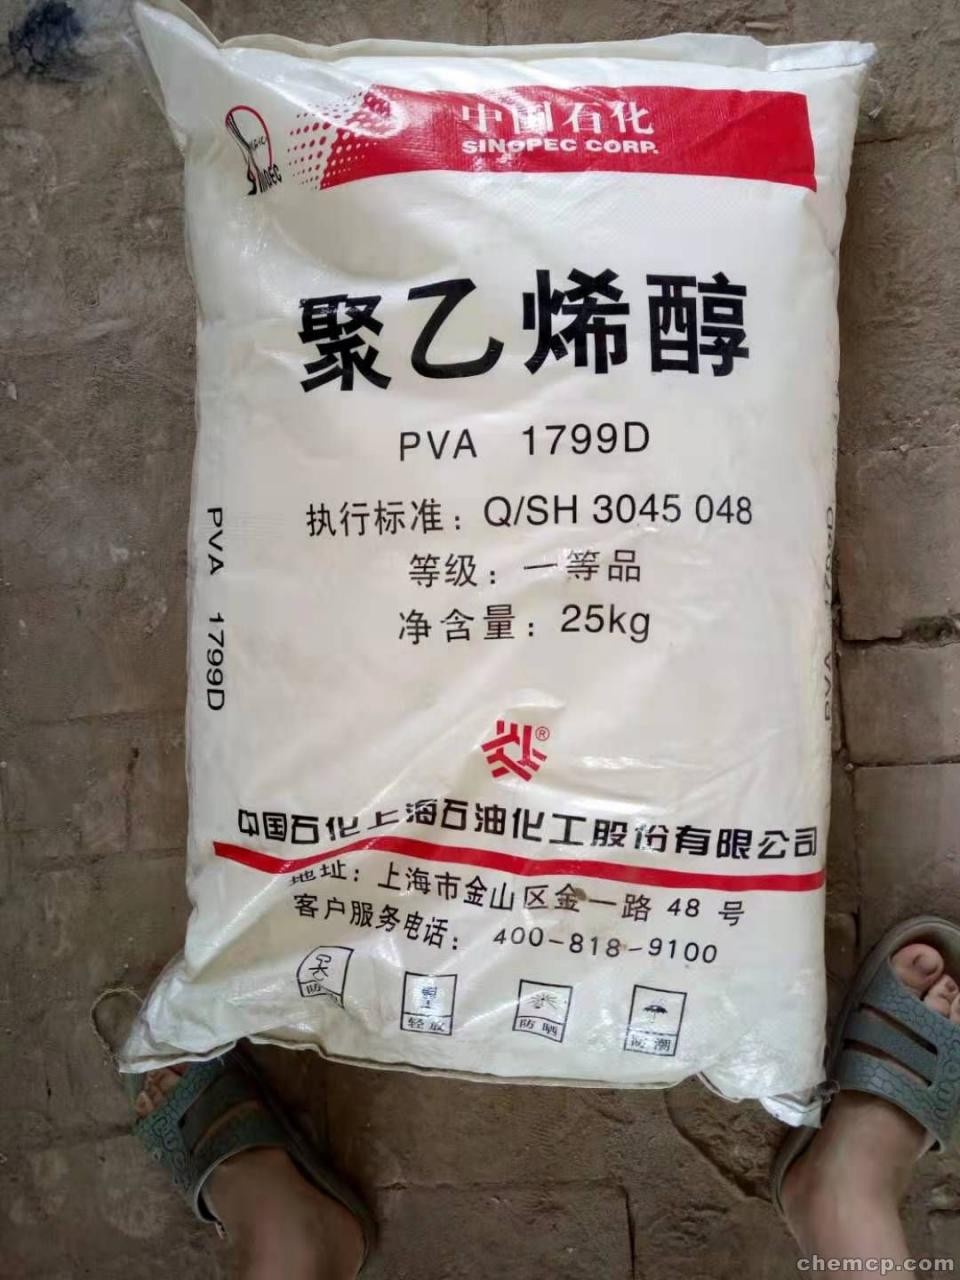 中国石化
SINOPEC CORP.
SINOPEC
聚乙烯醇
PVA 1799D
执行标准：Q/SH 3045 048
等级：一等品
净含量：25kg
PVA 1799D
PVA
®
中国石化上海石油化工股份有限公司
地址：上海市金山区金一路 48 号
客户服务电话：400-818-9100
防
轻放
防晒
防潮
chemcp.com